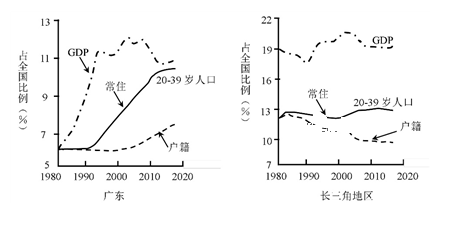 占全国比例（%）
13
11
9
7
6
5
GDP
常住
20-39 岁人口
户籍
1980 1990 2000 2010 2020
广东
占全国比例（%）
22
19
16
13
10
7
GDP
常住
20-39 岁人口
户籍
1980 1990 2000 2010 2020
长三角地区